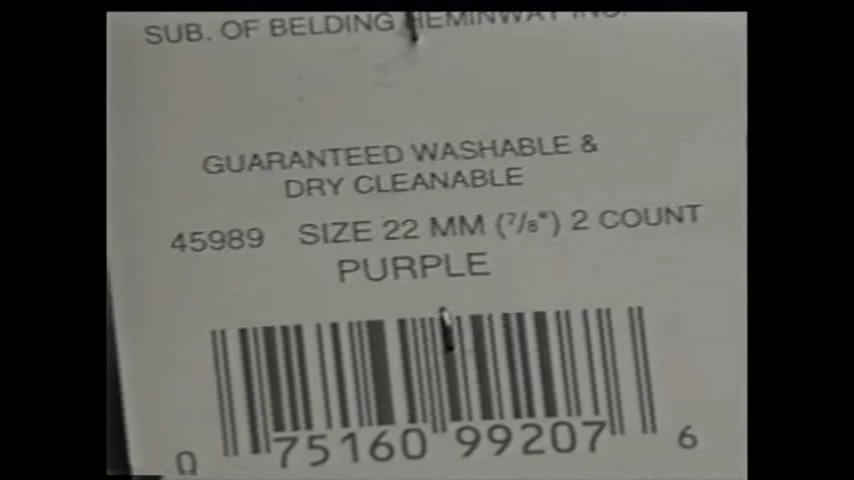 SUB. OF BELDING HEMINWAY INC.
GUARANTEED WASHABLE &
DRY CLEANABLE
45989 SIZE 22 MM (7/8") 2 COUNT
PURPLE
0 75160 99207 6